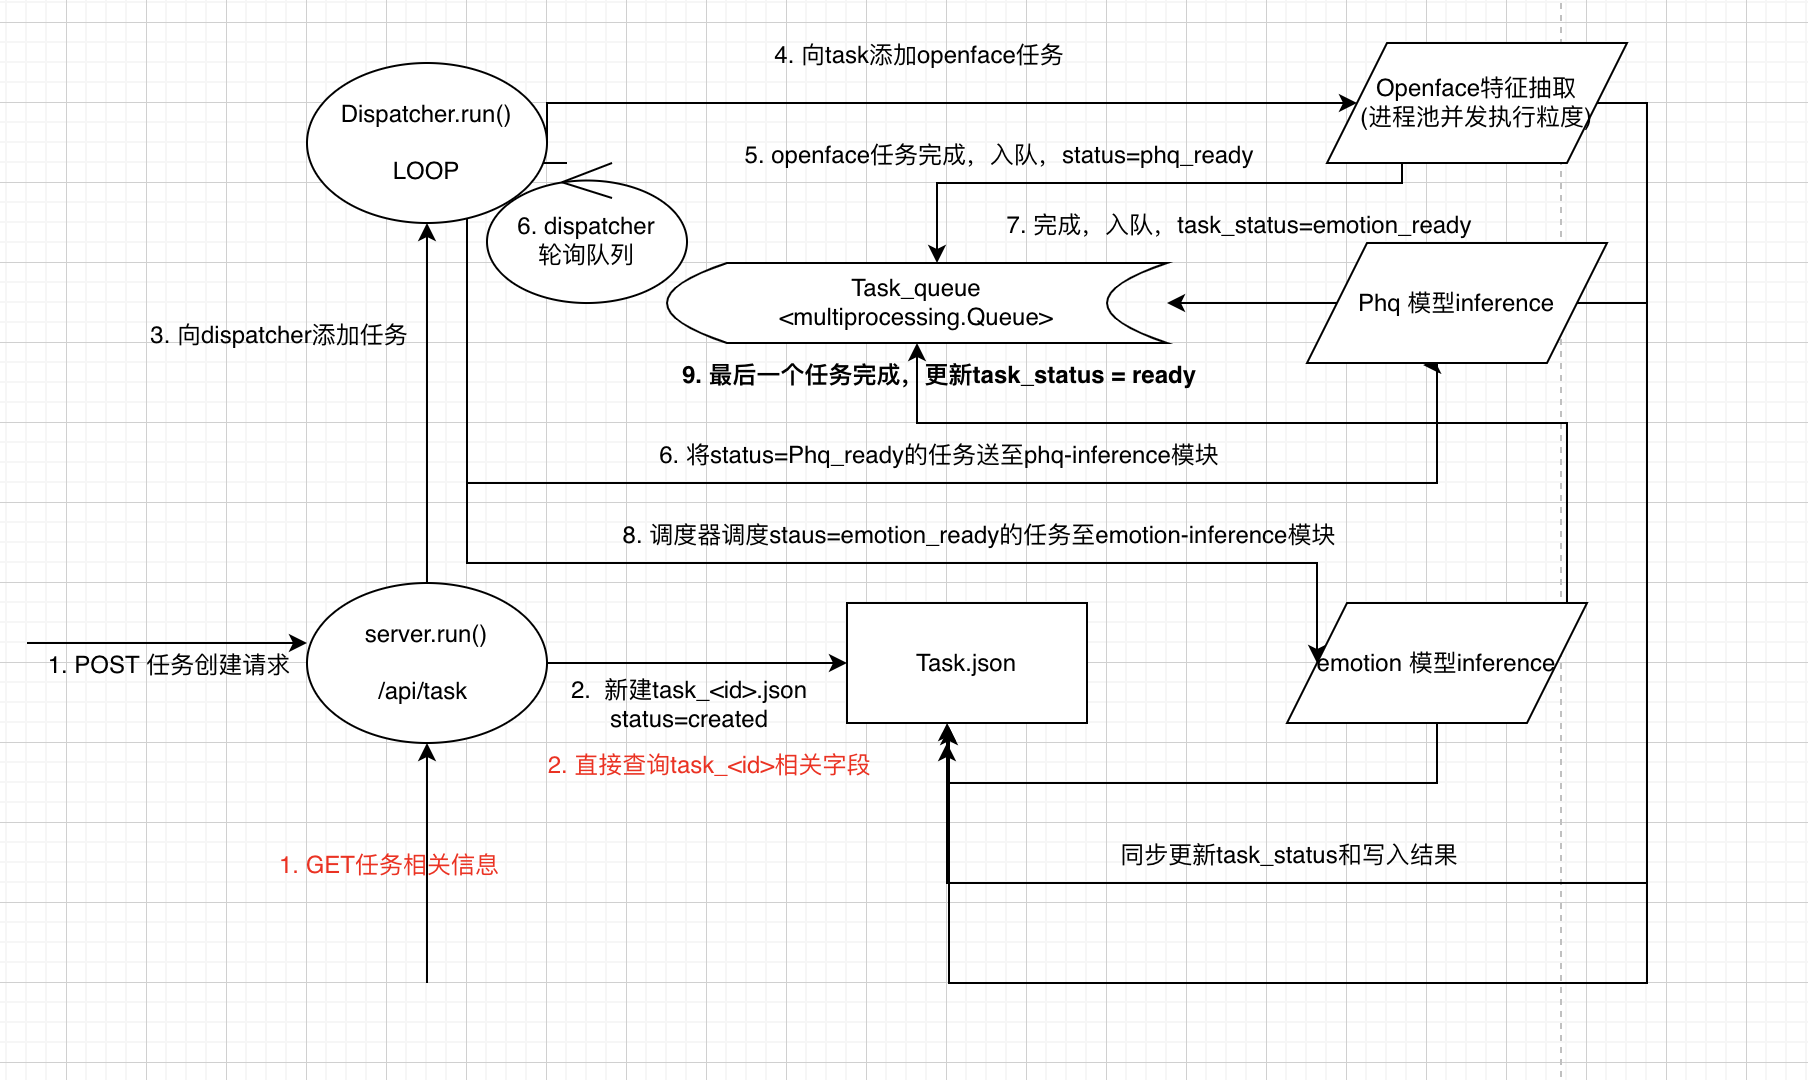 4. 向task添加openface任务
Openface特征抽取
(进程池并发执行粒度)
Dispatcher.run()
LOOP
5. openface任务完成，入队，status=phq_ready
6. dispatcher
轮询队列
7. 完成，入队，task_status=emotion_ready
Task_queue
<multiprocessing.Queue>
Phq 模型inference
3. 向dispatcher添加任务
9. 最后一个任务完成，更新task_status = ready
6. 将status=Phq_ready的任务送至phq-inference模块
8. 调度器调度staus=emotion_ready的任务至emotion-inference模块
server.run()
/api/task
1. POST 任务创建请求
2. 新建task_<id>.json
status=created
Task.json
emotion 模型inference
2. 直接查询task_<id>相关字段
1. GET任务相关信息
同步更新task_status和写入结果